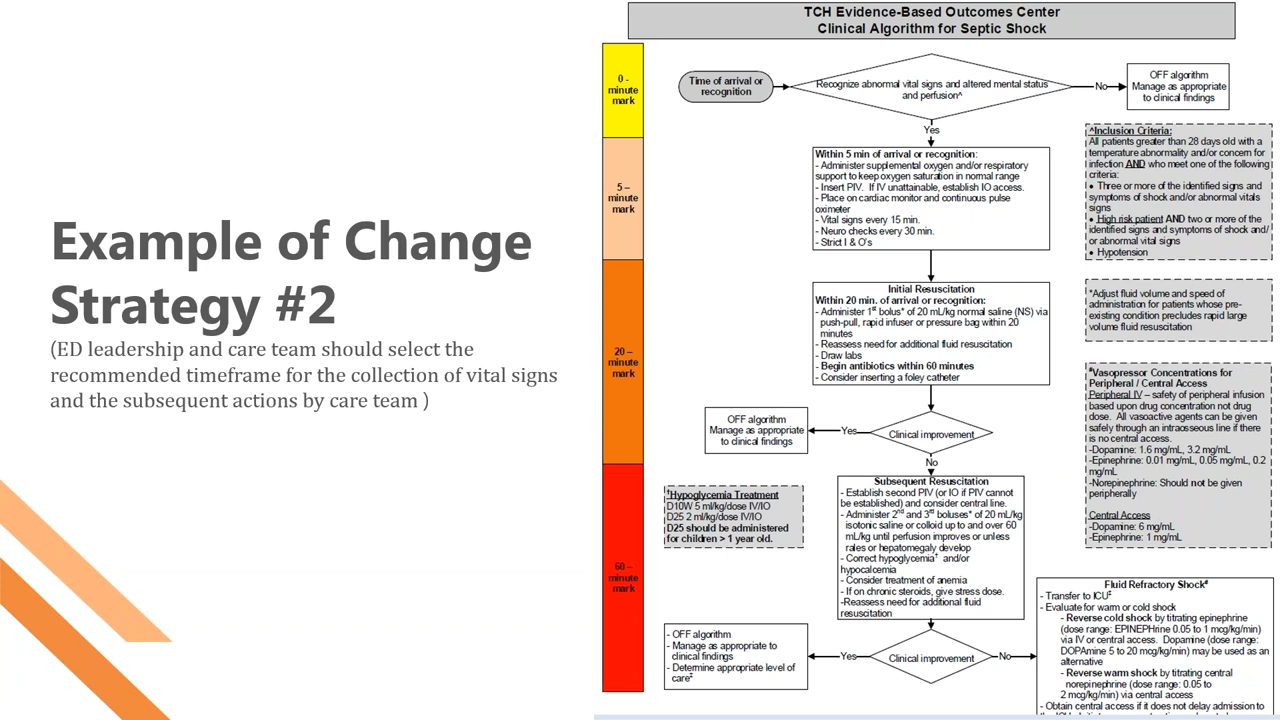 Example of Change
Strategy #2
(ED leadership and care team should select the
recommended timeframe for the collection of vital signs
and the subsequent actions by care team )
TCH Evidence-Based Outcomes Center
Clinical Algorithm for Septic Shock
0 -
minute
mark
5 –
minute
mark
20 –
minute
mark
60 –
minute
mark
Time of arrival or
recognition
Recognize abnormal vital signs and altered mental status
and perfusion^
No
OFF algorithm
Manage as appropriate
to clinical findings
Yes
Within 5 min of arrival or recognition:
- Administer supplemental oxygen and/or respiratory
support to keep oxygen saturation in normal range
- Insert PIV. If IV unattainable, establish IO access.
- Place on cardiac monitor and continuous pulse
oximeter
- Vital signs every 15 min.
- Neuro checks every 30 min.
- Strict I & O's
^Inclusion Criteria:
All patients greater than 28 days old with a
temperature abnormality and/or concern for
infection AND who meet one of the following
criteria:
• Three or more of the identified signs and
symptoms of shock and/or abnormal vitals
signs
• High risk patient AND two or more of the
identified signs and symptoms of shock and/
or abnormal vital signs
• Hypotension
Initial Resuscitation
Within 20 min. of arrival or recognition:
- Administer 1st bolus* of 20 mL/kg normal saline (NS) via
push-pull, rapid infuser or pressure bag within 20
minutes
- Reassess need for additional fluid resuscitation
- Draw labs
- Begin antibiotics within 60 minutes
- Consider inserting a foley catheter
*Adjust fluid volume and speed of
administration for patients whose pre-
existing condition precludes rapid large
volume fluid resuscitation
#Vasopressor Concentrations for
Peripheral / Central Access
Peripheral IV – safety of peripheral infusion
based upon drug concentration not drug
dose. All vasoactive agents can be given
safely through an intraosseous line if there
is no central access.
-Dopamine: 1.6 mg/mL, 3.2 mg/mL
-Epinephrine: 0.01 mg/mL, 0.05 mg/mL, 0.2
mg/mL
-Norepinephrine: Should not be given
peripherally
Central Access
-Dopamine: 6 mg/mL
-Epinephrine: 1 mg/mL
Clinical improvement
Yes
OFF algorithm
Manage as appropriate
to clinical findings
No
Subsequent Resuscitation
- Establish second PIV (or IO if PIV cannot
be established) and consider central line.
- Administer 2nd and 3rd boluses* of 20 mL/kg
isotonic saline or colloid up to and over 60
mL/kg until perfusion improves or unless
rales or hepatomegaly develop
- Correct hypoglycemia† and/or
hypocalcemia
- Consider treatment of anemia
- If on chronic steroids, give stress dose.
-Reassess need for additional fluid
resuscitation
†Hypoglycemia Treatment
D10W 5 ml/kg/dose IV/IO
D25 2 ml/kg/dose IV/IO
D25 should be administered
for children > 1 year old.
Clinical improvement
Yes
- OFF algorithm
- Manage as appropriate to
clinical findings
- Determine appropriate level of
care‡
No
Fluid Refractory Shock#
- Transfer to ICU‡
- Evaluate for warm or cold shock
- Reverse cold shock by titrating epinephrine
(dose range: EPINEPHrine 0.05 to 1 mcg/kg/min)
via IV or central access. Dopamine (dose range:
DOPAmine 5 to 20 mcg/kg/min) may be used as an
alternative
- Reverse warm shock by titrating central
norepinephrine (dose range: 0.05 to
2 mcg/kg/min) via central access
- Obtain central access if it does not delay admission to